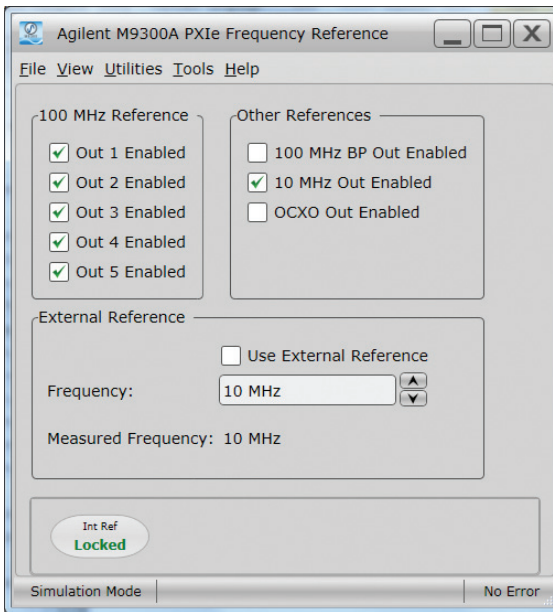 Agilent M9300A PXIe Frequency Reference
File View Utilities Tools Help
100 MHz Reference
Out 1 Enabled
Out 2 Enabled
Out 3 Enabled
Out 4 Enabled
Out 5 Enabled
Other References
100 MHz BP Out Enabled
10 MHz Out Enabled
OCXO Out Enabled
External Reference
Use External Reference
Frequency: 10 MHz
Measured Frequency: 10 MHz
Int Ref
Locked
Simulation Mode No Error